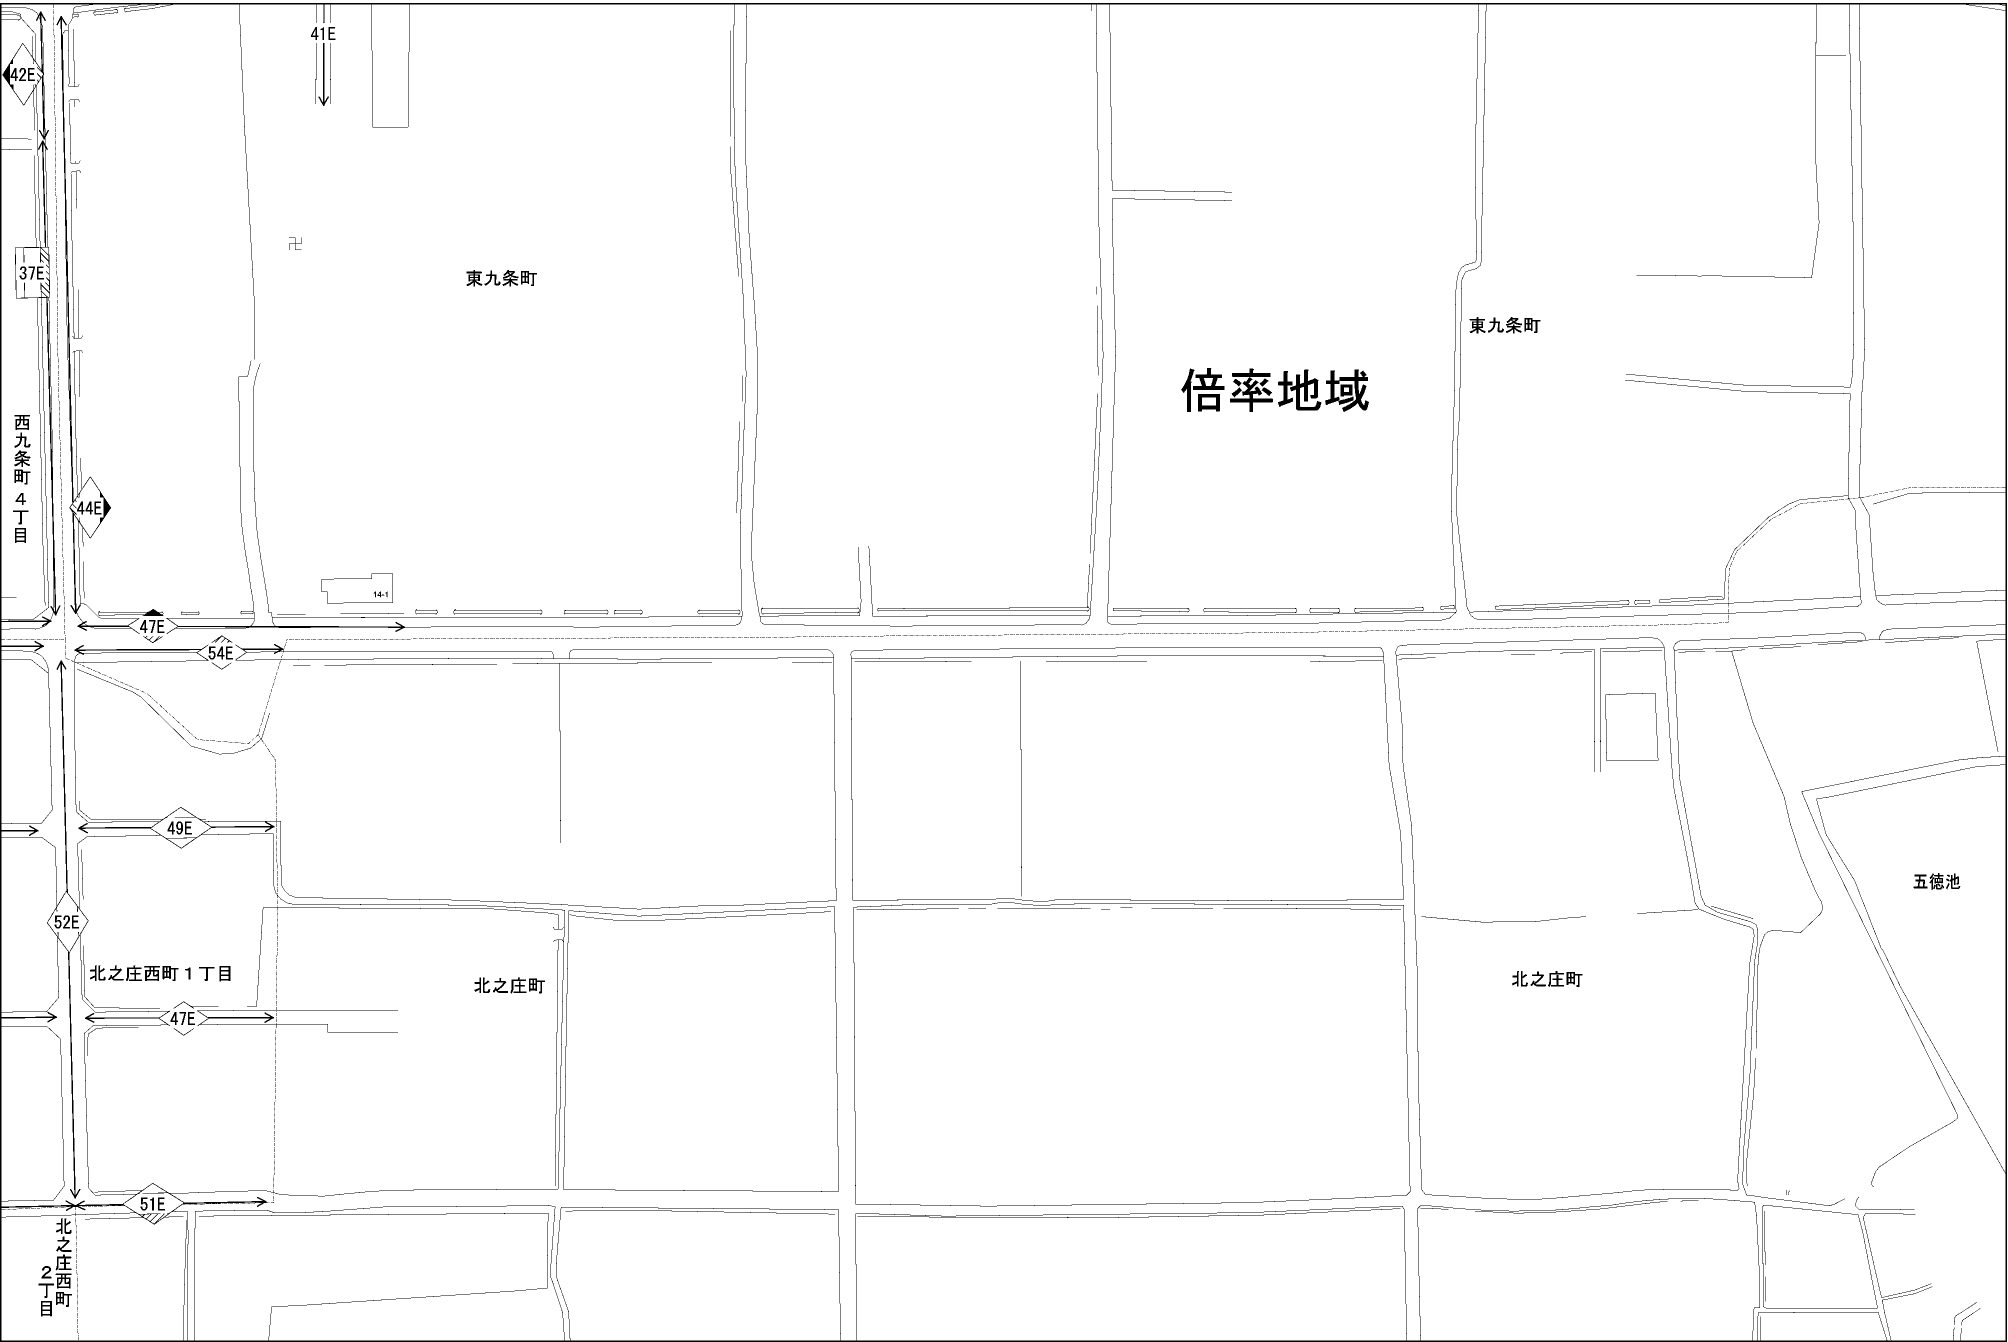 41E
42E
37E
東九条町
東九条町
倍率地域
西九条町4丁目
44E
14-1
47E
54E
49E
五徳池
52E
北之庄西町1丁目
北之庄町
北之庄町
47E
51E
北之庄西町
2丁目